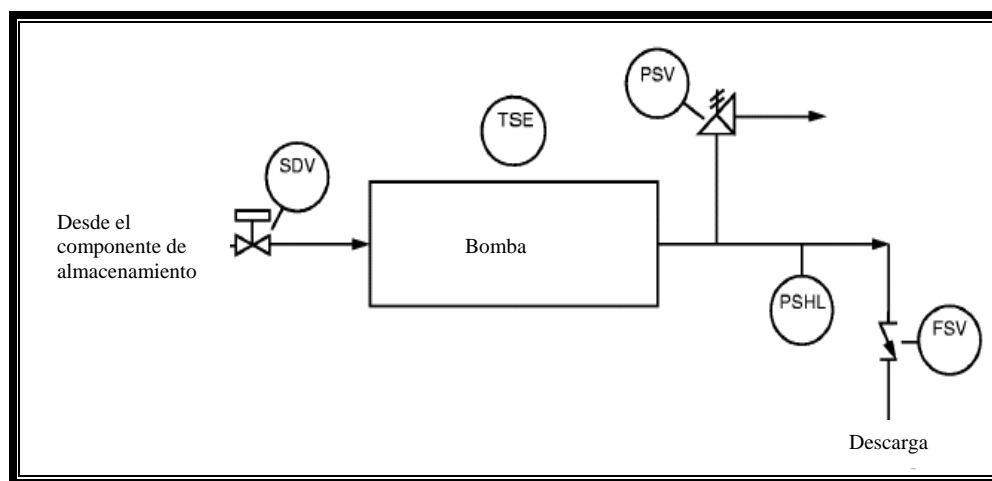 PSV
TSE
SDV
Desde el
componente de
almacenamiento
Bomba
PSHL
FSV
Descarga